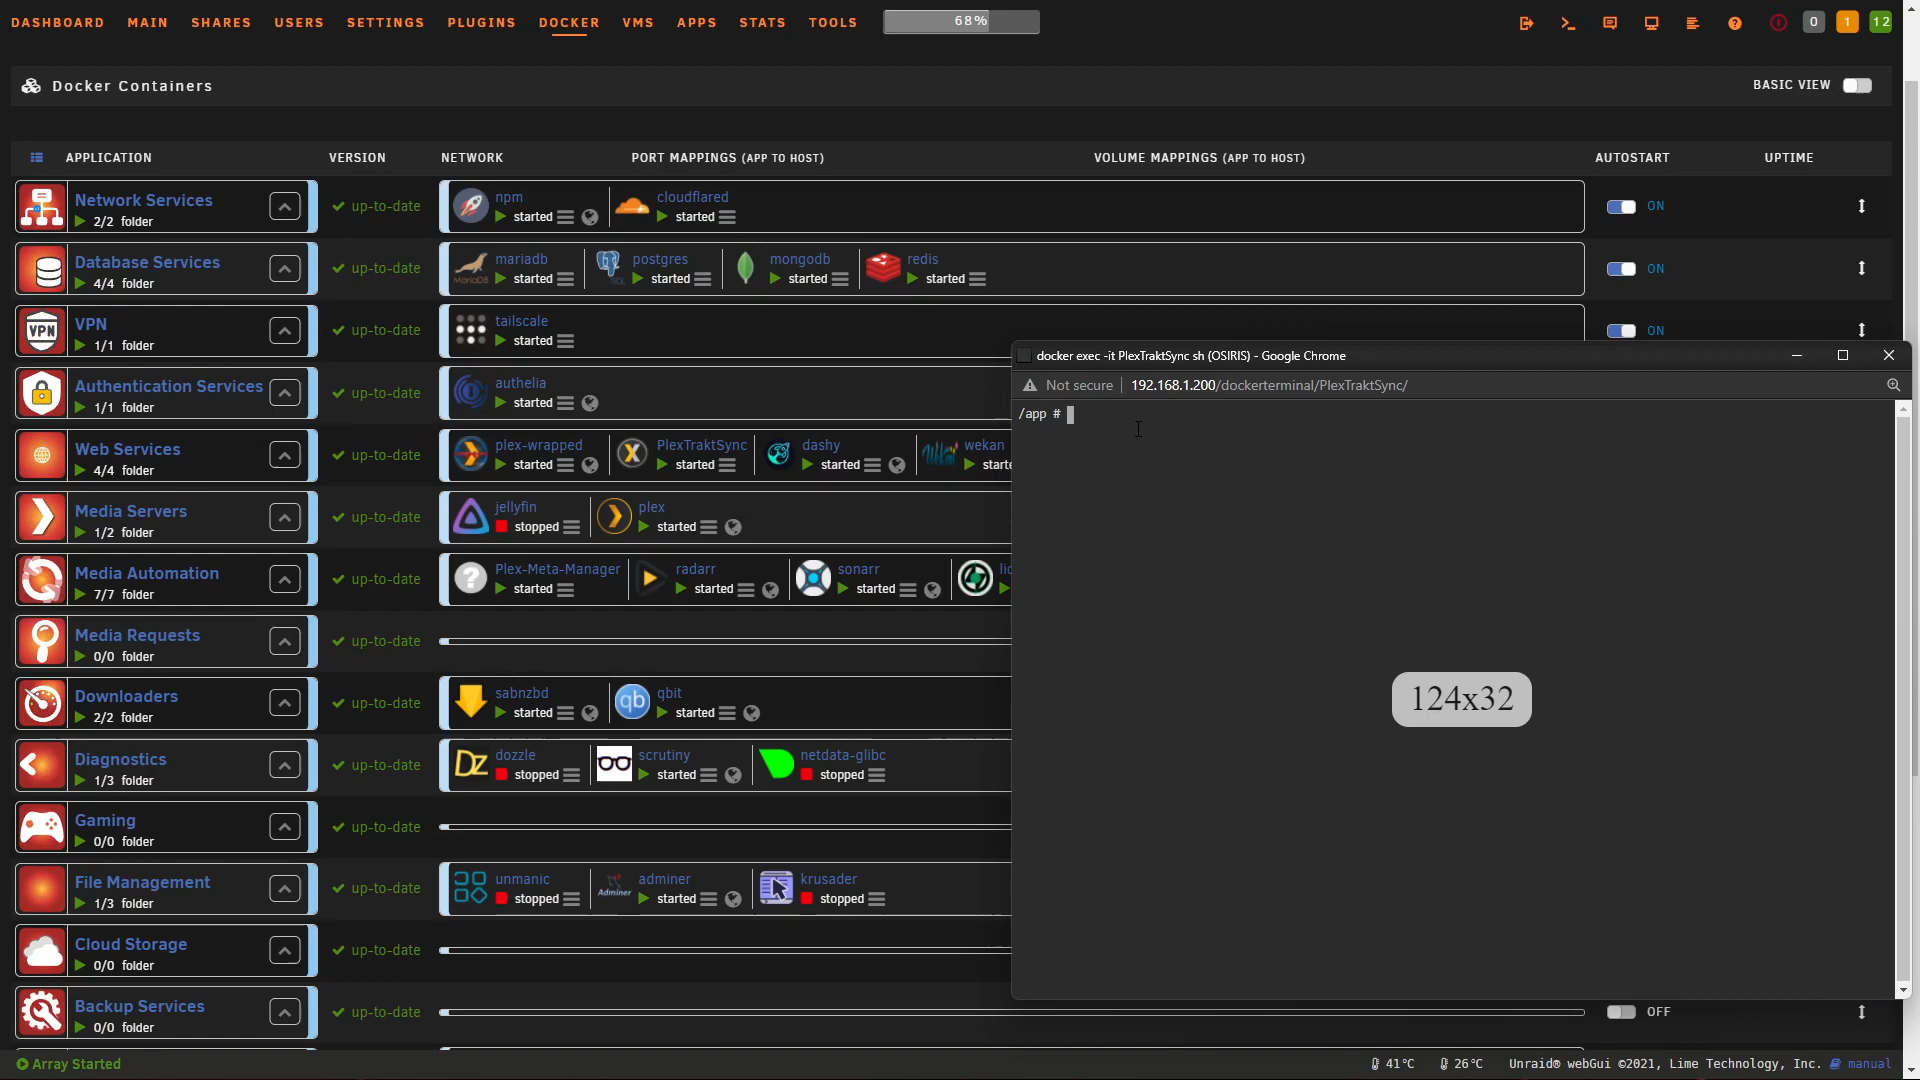 DASHBOARD MAIN SHARES USERS SETTINGS PLUGINS DOCKER VMS APPS STATS TOOLS 68% 0 1 12
Docker Containers BASIC VIEW
APPLICATION VERSION NETWORK PORT MAPPINGS (APP TO HOST) VOLUME MAPPINGS (APP TO HOST) AUTOSTART UPTIME
Network Services up-to-date npm cloudflared ON
2/2 folder started started
Database Services up-to-date mariadb postgres mongodb redis ON
4/4 folder started started started started
VPN up-to-date tailscale ON
1/1 folder started
Authentication Services up-to-date authelia
1/1 folder started
Web Services up-to-date plex-wrapped PlexTraktSync dashy wekan
4/4 folder started started started starte
Media Servers up-to-date jellyfin plex
1/2 folder stopped started
Media Automation up-to-date Plex-Meta-Manager radarr sonarr
7/7 folder started started started
Media Requests up-to-date
0/0 folder
Downloaders up-to-date sabnzbd qbit
2/2 folder started started
Diagnostics up-to-date dozzle scrutiny netdata-glibc
1/3 folder stopped started stopped
Gaming up-to-date
0/0 folder
File Management up-to-date unmanic adminer krusader
1/3 folder stopped started stopped
Cloud Storage up-to-date
0/0 folder
Backup Services up-to-date OFF
0/0 folder
docker exec -it PlexTraktSync sh (OSIRIS) - Google Chrome
Not secure 192.168.1.200/dockerterminal/PlexTraktSync/
/app #
124x32
Array Started 41°C 26°C Unraid® webGui ©2021, Lime Technology, Inc. manual